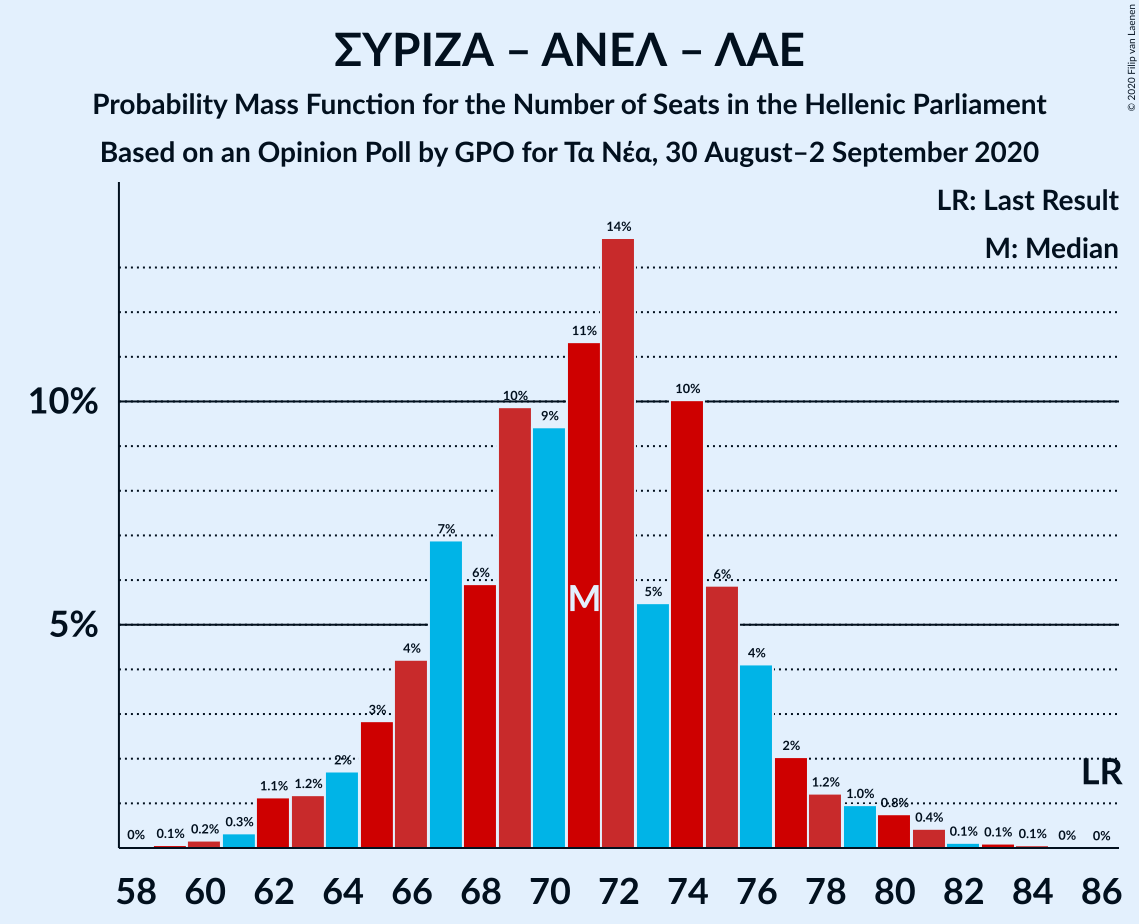 ΣΥΡΙΖΑ – ΑΝΕΛ – ΛΑΕ
Probability Mass Function for the Number of Seats in the Hellenic Parliament
Based on an Opinion Poll by GPO for Τα Νέα, 30 August–2 September 2020
© 2020 Filip van Laenen
LR: Last Result
M: Median
10%
5%
0% 0.1% 0.2% 0.3% 1.1% 1.2% 2% 3% 4% 7% 6% 10% 9% 11% 14% 5% 10% 6% 4% 2% 1.2% 1.0% 0.8% 0.4% 0.1% 0.1% 0.1% 0% 0%
M
LR
58 60 62 64 66 68 70 72 74 76 78 80 82 84 86